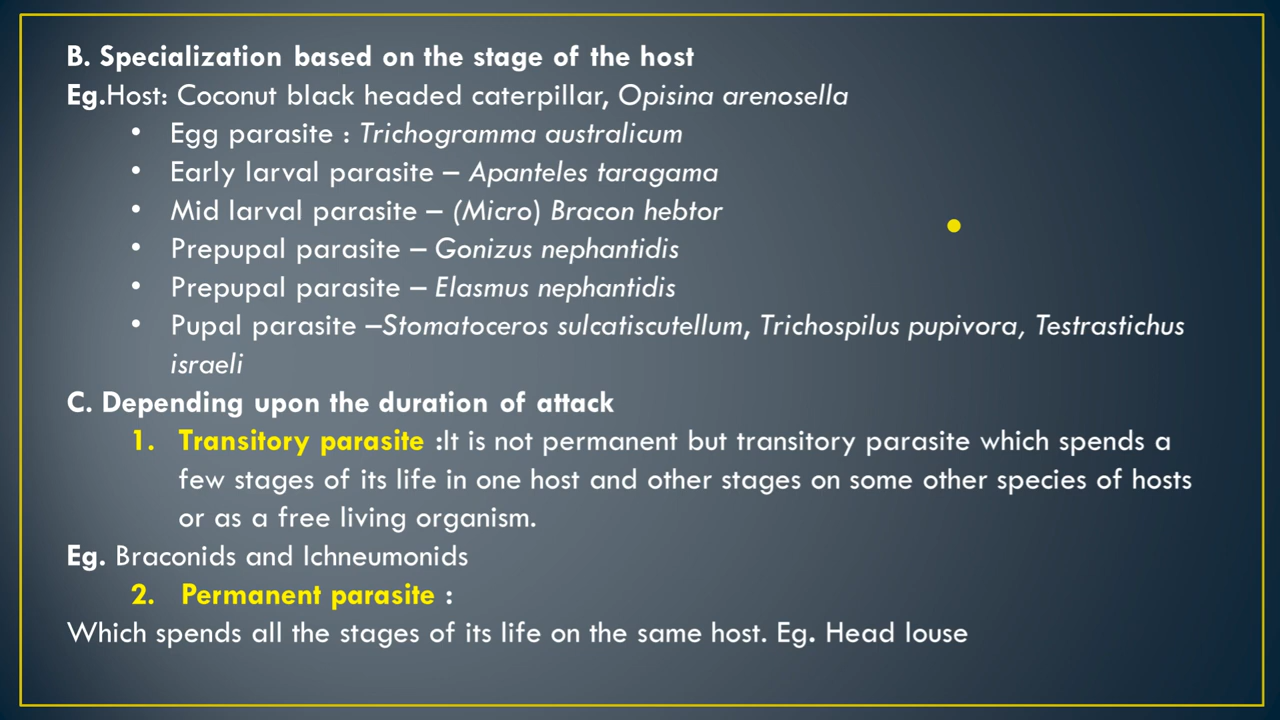 B. Specialization based on the stage of the host
Eg.Host: Coconut black headed caterpillar, Opisina arenosella
• Egg parasite : Trichogramma australicum
• Early larval parasite – Apanteles taragama
• Mid larval parasite – (Micro) Bracon hebtor
• Prepupal parasite – Gonizus nephantidis
• Prepupal parasite – Elasmus nephantidis
• Pupal parasite –Stomatoceros sulcatiscutellum, Trichospilus pupivora, Testrastichus
israeli
C. Depending upon the duration of attack
1. Transitory parasite :It is not permanent but transitory parasite which spends a
few stages of its life in one host and other stages on some other species of hosts
or as a free living organism.
Eg. Braconids and Ichneumonids
2. Permanent parasite :
Which spends all the stages of its life on the same host. Eg. Head louse